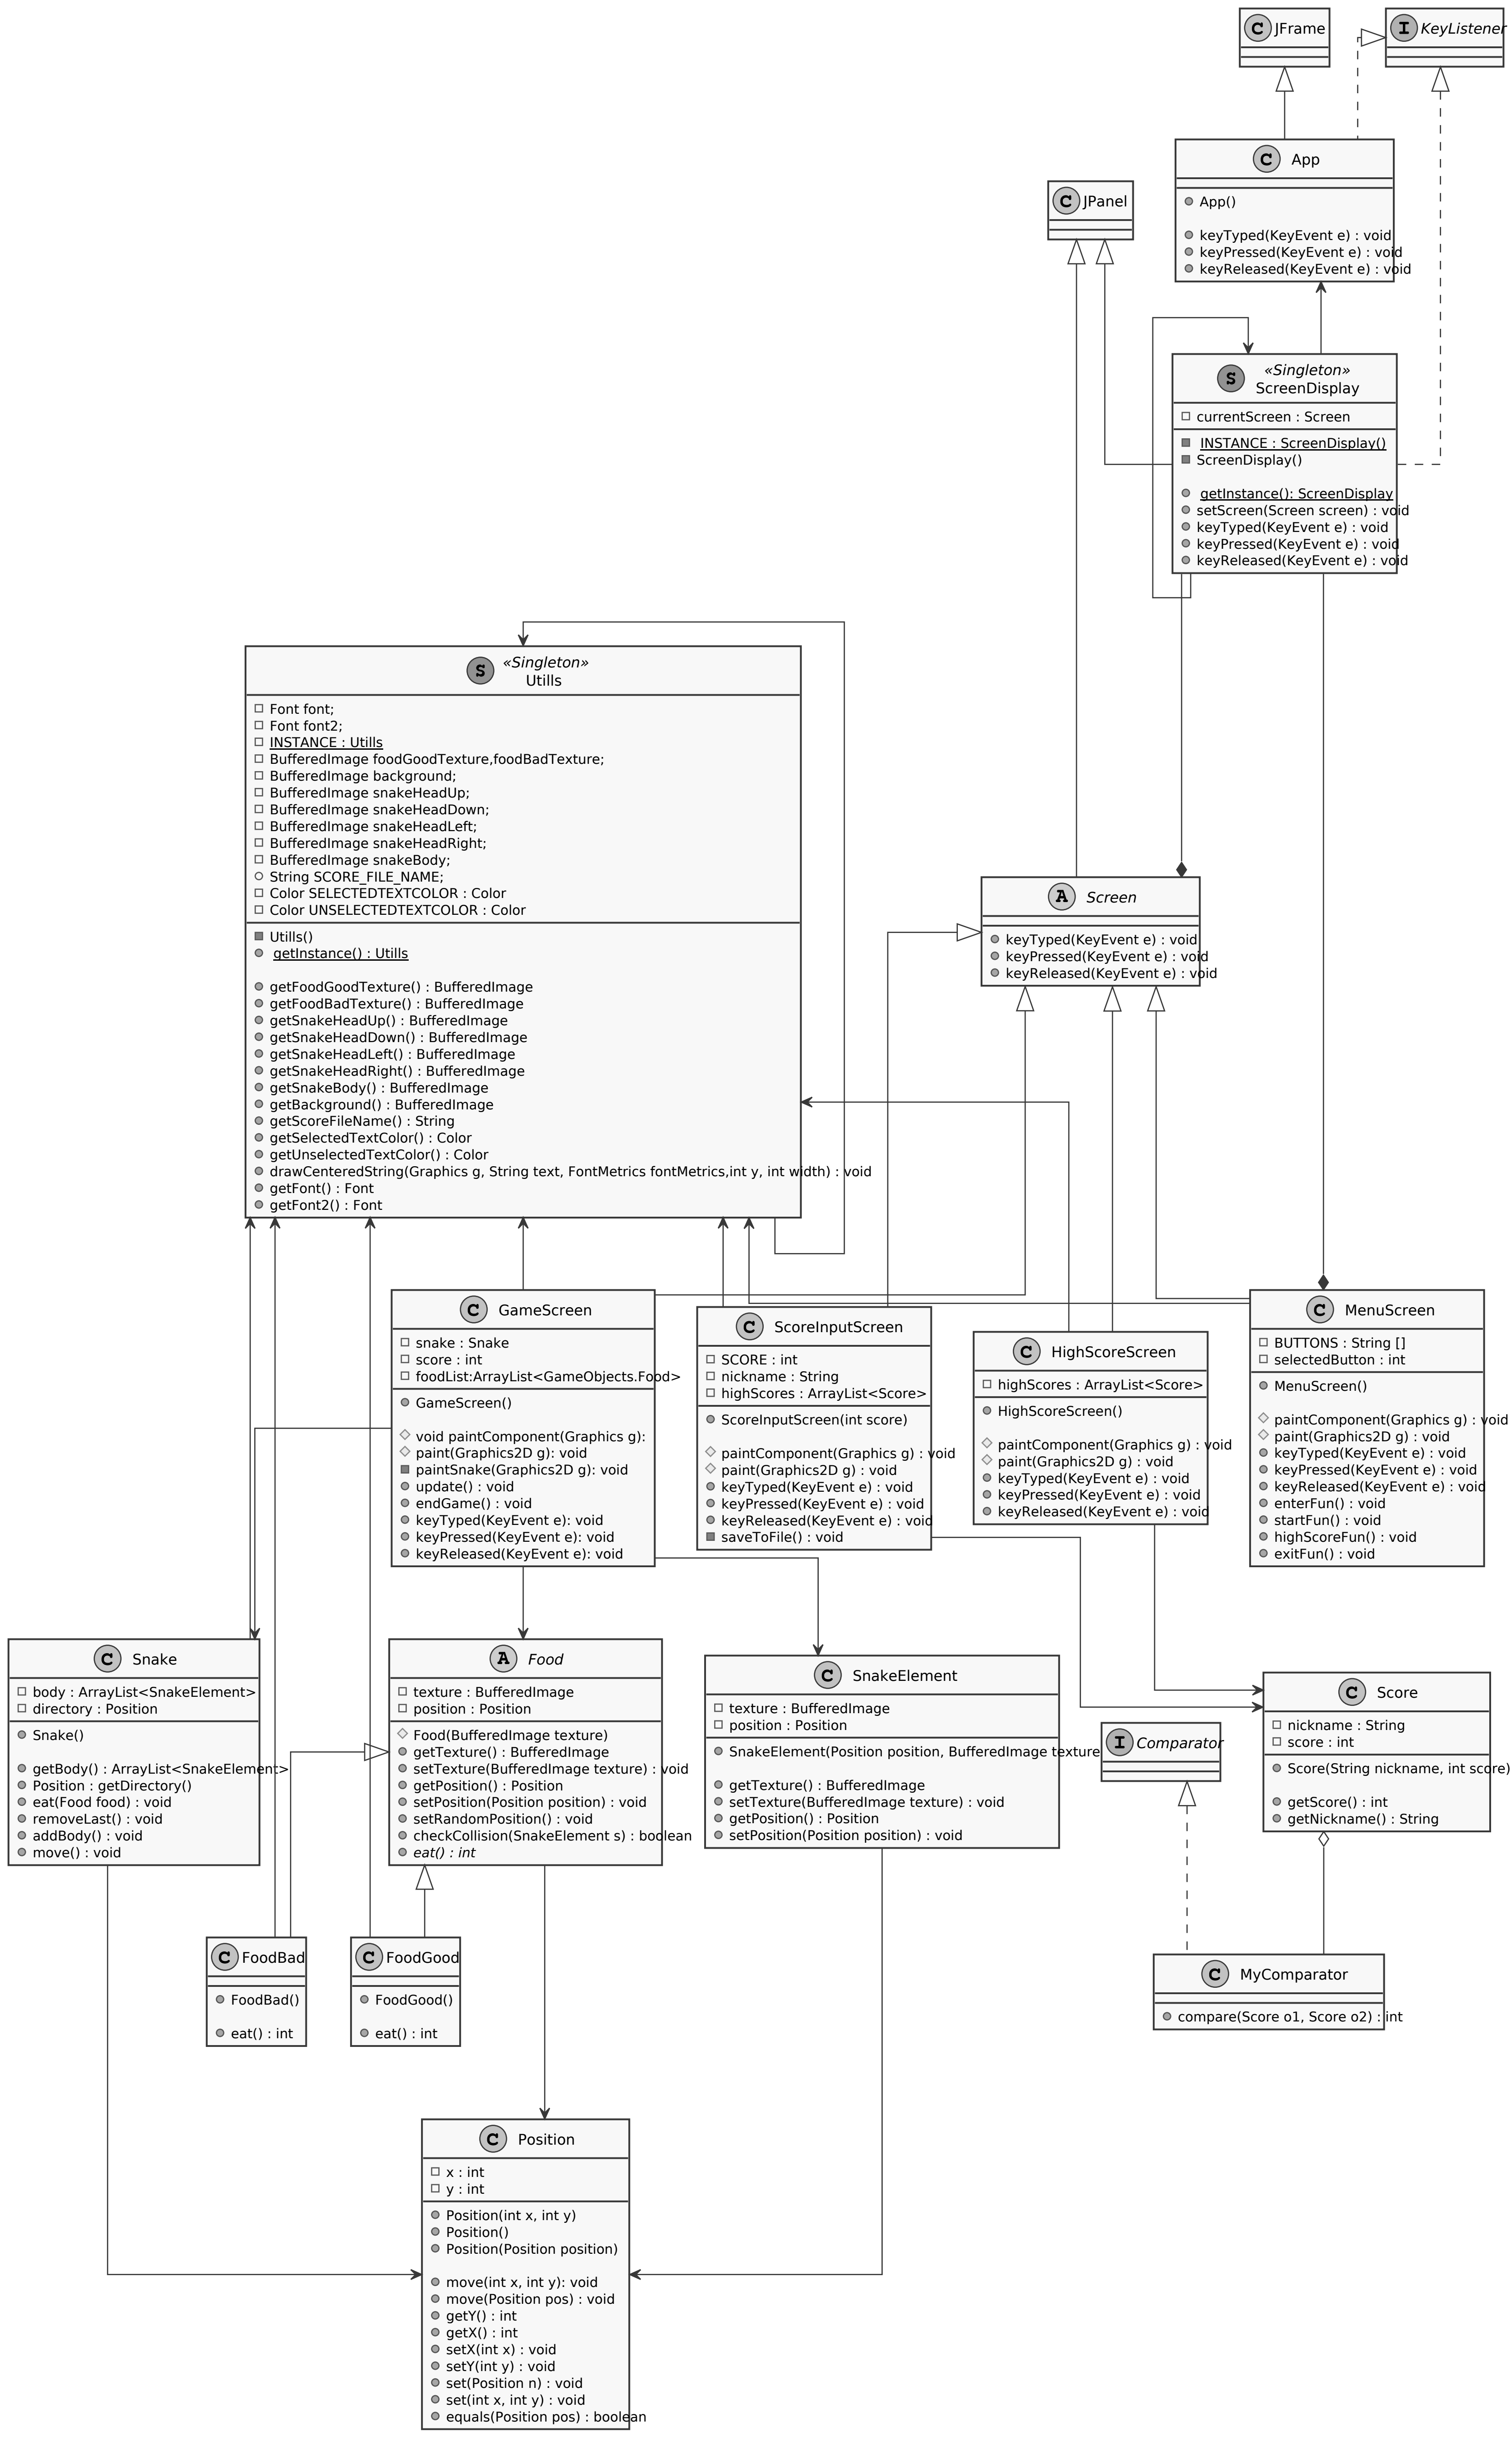 C JFrame
I KeyListener
C App
App()
keyTyped(KeyEvent e) : void
keyPressed(KeyEvent e) : void
keyReleased(KeyEvent e) : void
C JPanel
S «Singleton»
ScreenDisplay
currentScreen : Screen
INSTANCE : ScreenDisplay()
ScreenDisplay()
getInstance(): ScreenDisplay
setScreen(Screen screen) : void
keyTyped(KeyEvent e) : void
keyPressed(KeyEvent e) : void
keyReleased(KeyEvent e) : void
S «Singleton»
Utills
Font font;
Font font2;
INSTANCE : Utills
BufferedImage foodGoodTexture,foodBadTexture;
BufferedImage background;
BufferedImage snakeHeadUp;
BufferedImage snakeHeadDown;
BufferedImage snakeHeadLeft;
BufferedImage snakeHeadRight;
BufferedImage snakeBody;
String SCORE_FILE_NAME;
Color SELECTEDTEXTCOLOR : Color
Color UNSELECTEDTEXTCOLOR : Color
Utills()
getInstance() : Utills
getFoodGoodTexture() : BufferedImage
getFoodBadTexture() : BufferedImage
getSnakeHeadUp() : BufferedImage
getSnakeHeadDown() : BufferedImage
getSnakeHeadLeft() : BufferedImage
getSnakeHeadRight() : BufferedImage
getSnakeBody() : BufferedImage
getBackground() : BufferedImage
getScoreFileName() : String
getSelectedTextColor() : Color
getUnselectedTextColor() : Color
drawCenteredString(Graphics g, String text, FontMetrics fontMetrics,int y, int width) : void
getFont() : Font
getFont2() : Font
A Screen
keyTyped(KeyEvent e) : void
keyPressed(KeyEvent e) : void
keyReleased(KeyEvent e) : void
C GameScreen
snake : Snake
score : int
foodList:ArrayList<GameObjects.Food>
GameScreen()
void paintComponent(Graphics g):
paint(Graphics2D g): void
paintSnake(Graphics2D g): void
update() : void
endGame() : void
keyTyped(KeyEvent e): void
keyPressed(KeyEvent e): void
keyReleased(KeyEvent e): void
C ScoreInputScreen
SCORE : int
nickname : String
highScores : ArrayList<Score>
ScoreInputScreen(int score)
paintComponent(Graphics g) : void
paint(Graphics2D g) : void
keyTyped(KeyEvent e) : void
keyPressed(KeyEvent e) : void
keyReleased(KeyEvent e) : void
saveToFile() : void
C HighScoreScreen
highScores : ArrayList<Score>
HighScoreScreen()
paintComponent(Graphics g) : void
paint(Graphics2D g) : void
keyTyped(KeyEvent e) : void
keyPressed(KeyEvent e) : void
keyReleased(KeyEvent e) : void
C MenuScreen
BUTTONS : String []
selectedButton : int
MenuScreen()
paintComponent(Graphics g) : void
paint(Graphics2D g) : void
keyTyped(KeyEvent e) : void
keyPressed(KeyEvent e) : void
keyReleased(KeyEvent e) : void
enterFun() : void
startFun() : void
highScoreFun() : void
exitFun() : void
C Snake
body : ArrayList<SnakeElement>
directory : Position
Snake()
getBody() : ArrayList<SnakeElement>
Position : getDirectory()
eat(Food food) : void
removeLast() : void
addBody() : void
move() : void
A Food
texture : BufferedImage
position : Position
Food(BufferedImage texture)
getTexture() : BufferedImage
setTexture(BufferedImage texture) : void
getPosition() : Position
setPosition(Position position) : void
setRandomPosition() : void
checkCollision(SnakeElement s) : boolean
eat() : int
C SnakeElement
texture : BufferedImage
position : Position
SnakeElement(Position position, BufferedImage texture
getTexture() : BufferedImage
setTexture(BufferedImage texture) : void
getPosition() : Position
setPosition(Position position) : void
I Comparator
C Score
nickname : String
score : int
Score(String nickname, int score)
getScore() : int
getNickname() : String
C FoodBad
FoodBad()
eat() : int
C FoodGood
FoodGood()
eat() : int
C MyComparator
compare(Score o1, Score o2) : int
C Position
x : int
y : int
Position(int x, int y)
Position()
Position(Position position)
move(int x, int y): void
move(Position pos) : void
getY() : int
getX() : int
setX(int x) : void
setY(int y) : void
set(Position n) : void
set(int x, int y) : void
equals(Position pos) : boolean